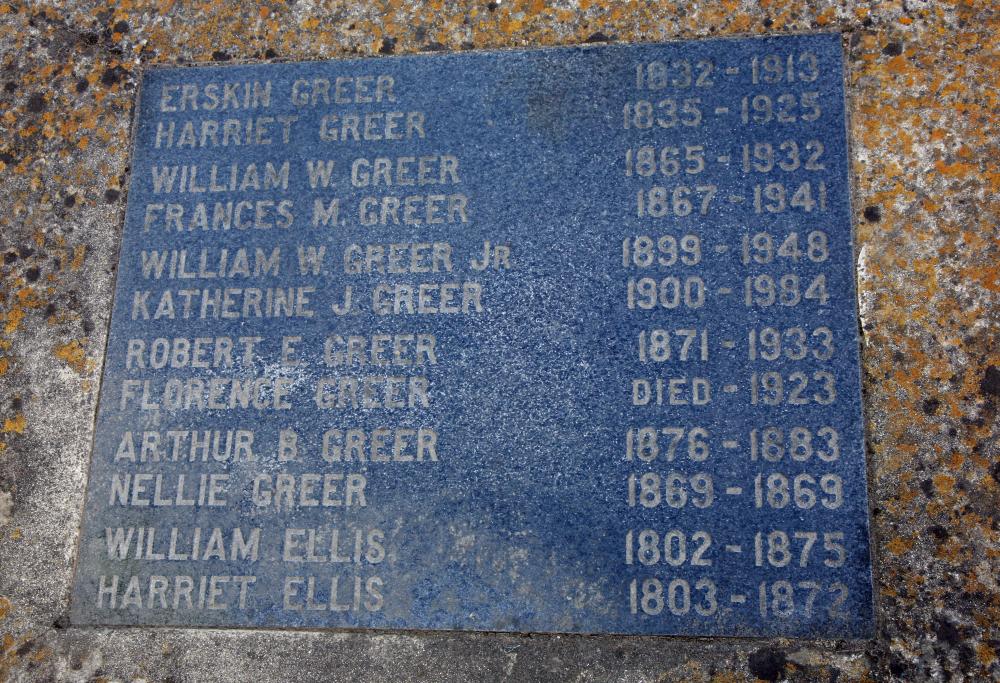 ERSKIN GREER 1832 - 1913
HARRIET GREER 1835 - 1925
WILLIAM W. GREER 1865 - 1932
FRANCES M. GREER 1867 - 1941
WILLIAM W. GREER JR 1899 - 1948
KATHERINE J. GREER 1900 - 1984
ROBERT E. GREER 1871 - 1933
FLORENCE GREER DIED - 1923
ARTHUR B. GREER 1876 - 1883
NELLIE GREER 1869 - 1869
WILLIAM ELLIS 1802 - 1875
HARRIET ELLIS 1803 - 1872